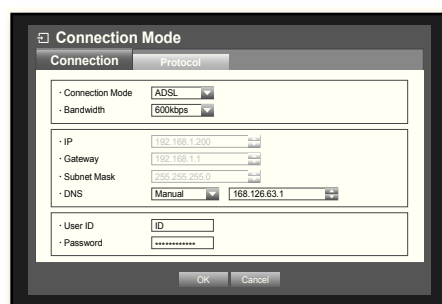 Connection Mode
Connection Protocol
· Connection Mode ADSL
· Bandwidth 600kbps
· IP 192.168.1.200
· Gateway 192.168.1.1
· Subnet Mask 255.255.255.0
· DNS Manual 168.126.63.1
· User ID ID
· Password ************
OK Cancel